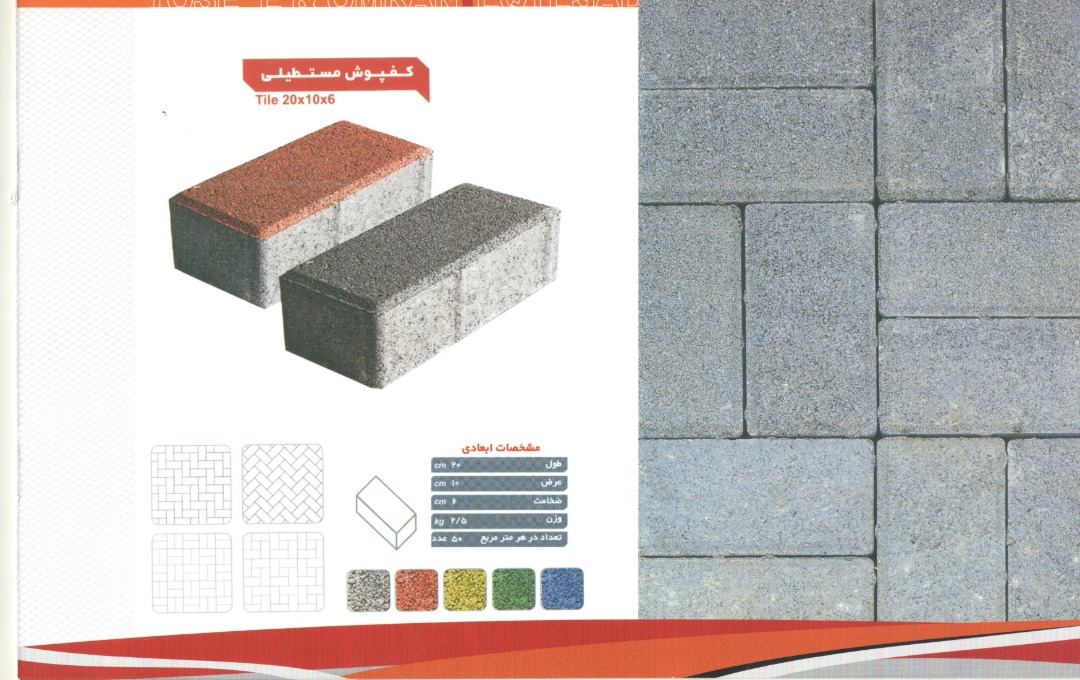 کفپوش مستطیلی
Tile 20x10x6
مشخصات ابعادی
طول ۲۰ cm
عرض ۱۰ cm
ضخامت ۶ cm
وزن ۲/۵ kg
تعداد در هر متر مربع ۵۰ عدد